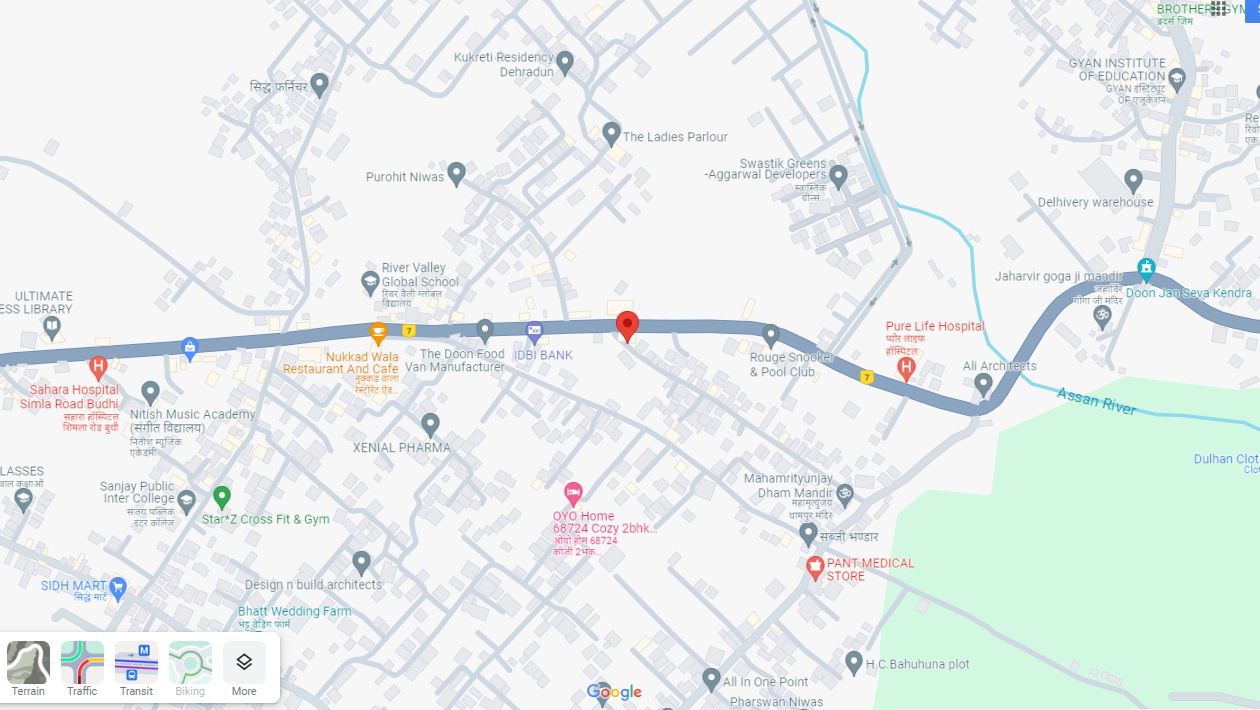 BROTHERS GYM
ब्रदर्स जिम
Kukreti Residency
Dehradun
GYAN INSTITUTE
OF EDUCATION
ज्ञान इंस्टिट्यूट
ऑफ़ एजुकेशन
सिद्ध फर्निचर
The Ladies Parlour
Swastik Greens
-Aggarwal Developers
स्वास्तिक
ग्रीन्स...
Purohit Niwas
Delhivery warehouse
River Valley
Global School
रिवर वैली ग्लोबल
विद्यालय
Jaharvir goga ji mandir
जहारवीर
गोगा जी मंदिर
Doon Jan Seva Kendra
ULTIMATE
ESS LIBRARY
7
IDBI BANK
Pure Life Hospital
प्योर लाइफ
हॉस्पिटल
Nukkad Wala
Restaurant And Cafe
नुक्कड़ वाला
रेस्टोरेंट ऐंड...
The Doon Food
Van Manufacturer
Rouge Snooker
& Pool Club
7
Ali Architects
Sahara Hospital
Simla Road Budhi
सहारा हॉस्पिटल
शिमला रोड बुधी
Assan River
Nitish Music Academy
(संगीत विद्यालय)
नितीश म्यूजिक
एकेडमी
XENIAL PHARMA
Dulhan Clot
Clo
LASSES
वाल कक्षाओं
Sanjay Public
Inter College
संजय पब्लिक
इंटर कॉलेज
Mahamrityunjay
Dham Mandir
महामृत्युंजय
धामपुर मंदिर
Star*Z Cross Fit & Gym
OYO Home
68724 Cozy 2bhk...
ओयो होम 68724
कोजी 2भक...
सब्जी भण्डार
PANT MEDICAL
STORE
SIDH MART
सिद्ध मार्ट
Design n build architects
Bhatt Wedding Farm
भट्ट वेडिंग फार्म
H.C.Bahuhuna plot
All In One Point
Pharswan Niwas
Google
M
Terrain
Traffic
Transit
Biking
More